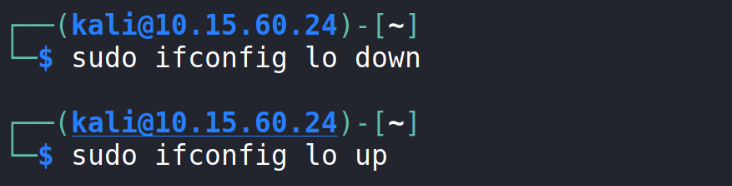 ┌──(kali@10.15.60.24)-[~]
└─$ sudo ifconfig lo down
┌──(kali@10.15.60.24)-[~]
└─$ sudo ifconfig lo up